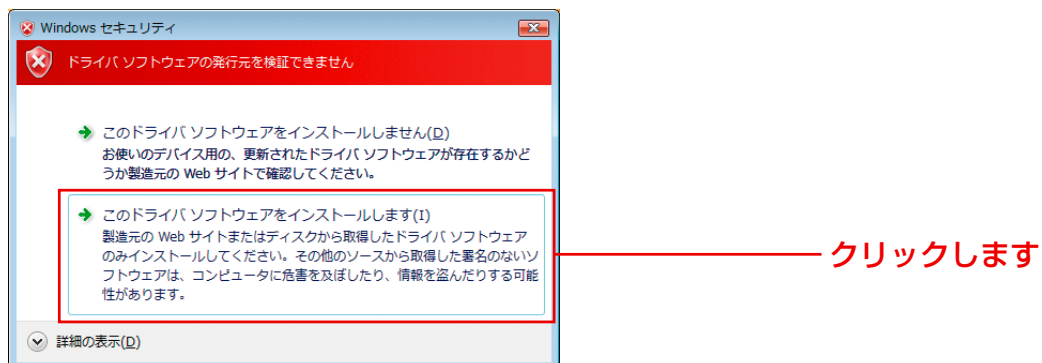 Windows セキュリティ
ドライバ ソフトウェアの発行元を検証できません
このドライバ ソフトウェアをインストールしません(D)
お使いのデバイス用の、更新されたドライバ ソフトウェアが存在するかど
うか製造元の Web サイトで確認してください。
このドライバ ソフトウェアをインストールします(I)
製造元の Web サイトまたはディスクから取得したドライバ ソフトウェア
のみインストールしてください。その他のソースから取得した署名のないソ
フトウェアは、コンピュータに危害を及ぼしたり、情報を盗んだりする可能
性があります。
クリックします
詳細の表示(D)